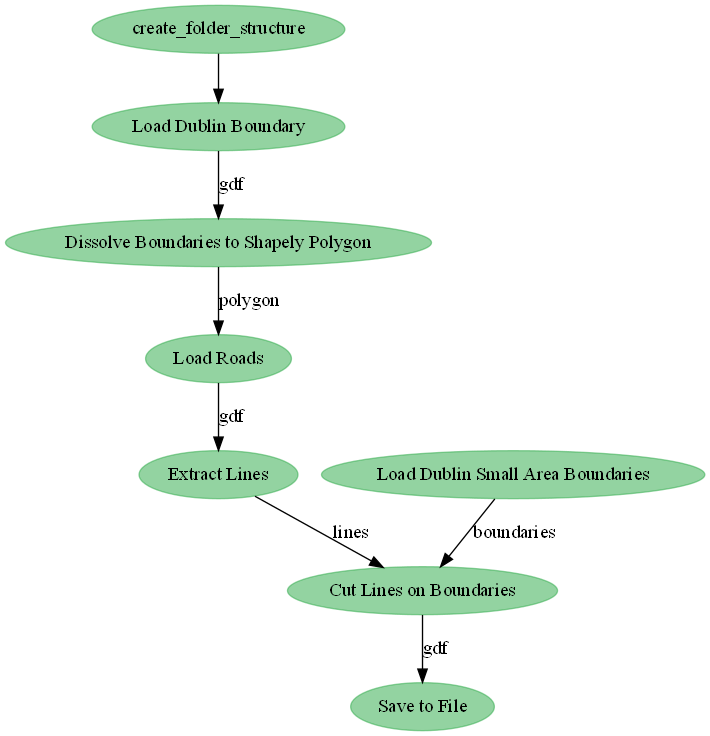 create_folder_structure
Load Dublin Boundary
gdf
Dissolve Boundaries to Shapely Polygon
polygon
Load Roads
gdf
Extract Lines
Load Dublin Small Area Boundaries
lines
boundaries
Cut Lines on Boundaries
gdf
Save to File